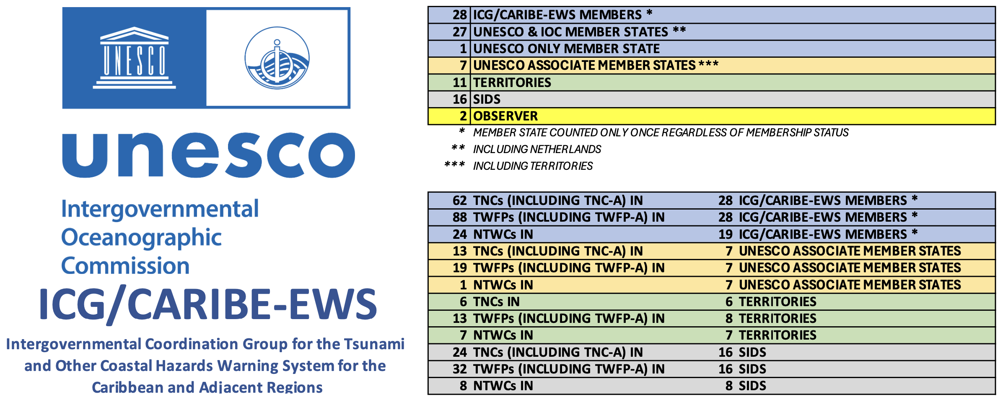 UNESCO
unesco
Intergovernmental
Oceanographic
Commission
ICG/CARIBE-EWS
Intergovernmental Coordination Group for the Tsunami
and Other Coastal Hazards Warning System for the
Caribbean and Adjacent Regions
28 ICG/CARIBE-EWS MEMBERS *
27 UNESCO & IOC MEMBER STATES **
1 UNESCO ONLY MEMBER STATE
7 UNESCO ASSOCIATE MEMBER STATES ***
11 TERRITORIES
16 SIDS
2 OBSERVER
* MEMBER STATE COUNTED ONLY ONCE REGARDLESS OF MEMBERSHIP STATUS
** INCLUDING NETHERLANDS
*** INCLUDING TERRITORIES
62 TNCs (INCLUDING TNC-A) IN 28 ICG/CARIBE-EWS MEMBERS *
88 TWFPs (INCLUDING TWFP-A) IN 28 ICG/CARIBE-EWS MEMBERS *
24 NTWCs IN 19 ICG/CARIBE-EWS MEMBERS *
13 TNCs (INCLUDING TNC-A) IN 7 UNESCO ASSOCIATE MEMBER STATES
19 TWFPs (INCLUDING TWFP-A) IN 7 UNESCO ASSOCIATE MEMBER STATES
1 NTWCs IN 7 UNESCO ASSOCIATE MEMBER STATES
6 TNCs IN 6 TERRITORIES
13 TWFPs (INCLUDING TWFP-A) IN 8 TERRITORIES
7 NTWCs IN 7 TERRITORIES
24 TNCs (INCLUDING TNC-A) IN 16 SIDS
32 TWFPs (INCLUDING TWFP-A) IN 16 SIDS
8 NTWCs IN 8 SIDS